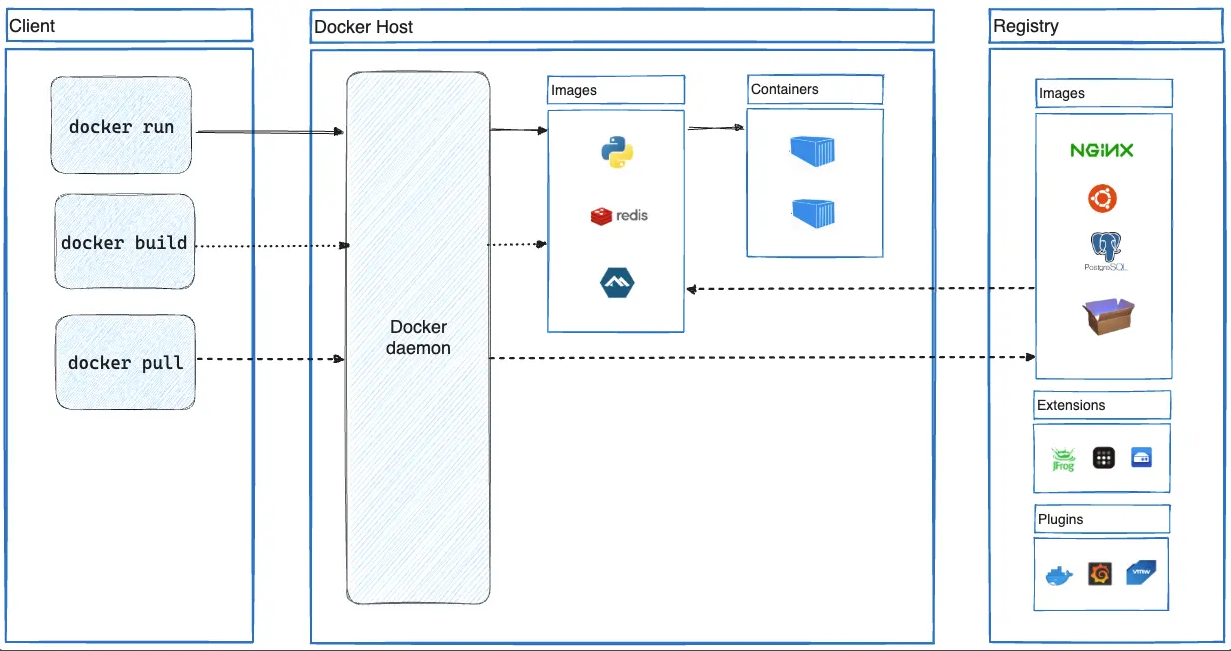 Client
docker run
docker build
docker pull
Docker Host
Docker
daemon
Images
redis
Containers
Registry
Images
NGINX
PostgreSQL
Extensions
JFrog
Plugins
vmw